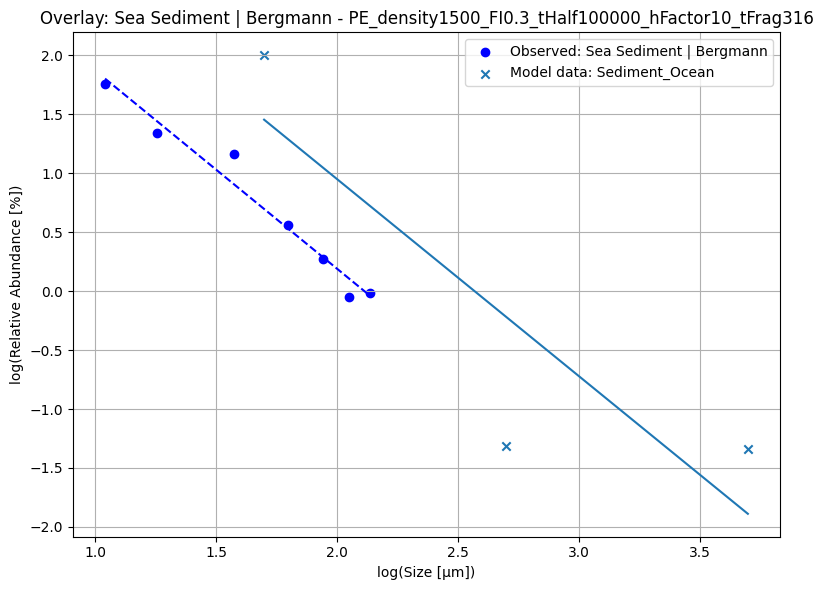 Overlay: Sea Sediment | Bergmann - PE_density1500_FI0.3_tHalf100000_hFactor10_tFrag316
Observed: Sea Sediment | Bergmann
Model data: Sediment_Ocean
log(Relative Abundance [%])
2.0
1.5
1.0
0.5
0.0
−0.5
−1.0
−1.5
−2.0
1.0 1.5 2.0 2.5 3.0 3.5
log(Size [μm])